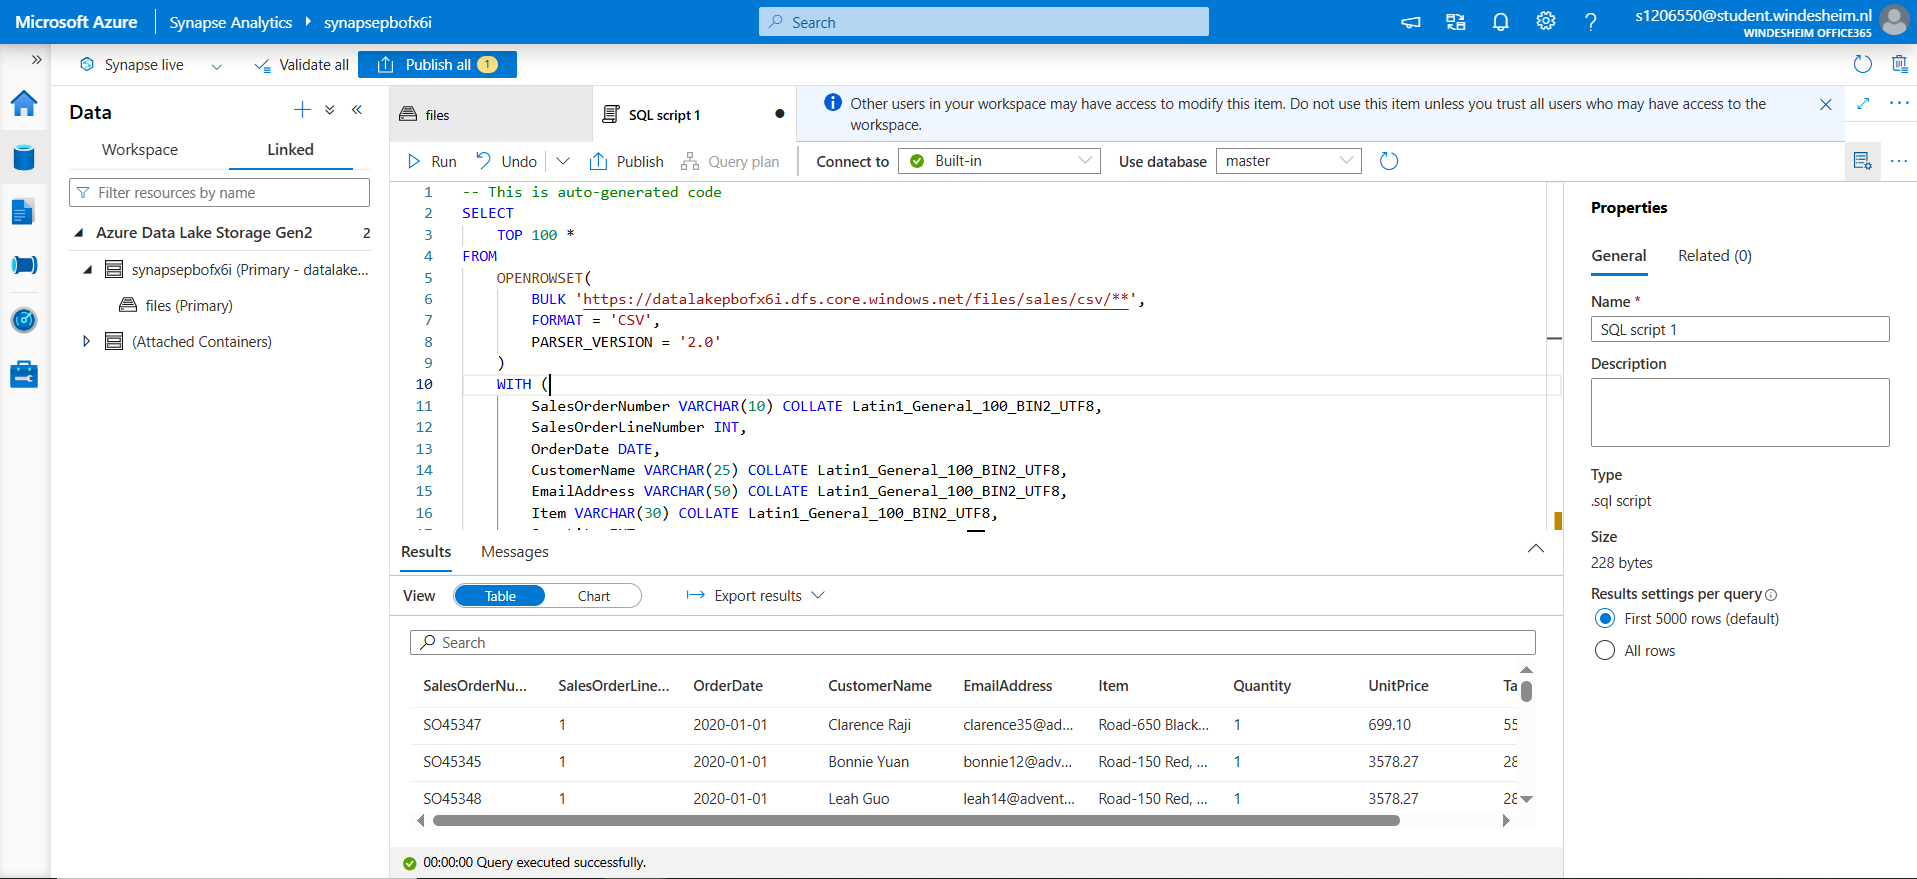 Microsoft Azure
Synapse Analytics
synapsepbofx6i
Search
s1206550@student.windesheim.nl
WINDESHEIM OFFICE365
Synapse live
Validate all
Publish all 1
Data
Workspace
Linked
Filter resources by name
Azure Data Lake Storage Gen2 2
synapsepbofx6i (Primary - datalake...
files (Primary)
(Attached Containers)
files
SQL script 1
Other users in your workspace may have access to modify this item. Do not use this item unless you trust all users who may have access to the
workspace.
Run
Undo
Publish
Query plan
Connect to
Built-in
Use database
master
1 -- This is auto-generated code
2 SELECT
3 TOP 100 *
4 FROM
5 OPENROWSET(
6 BULK 'https://datalakepbofx6i.dfs.core.windows.net/files/sales/csv/**',
7 FORMAT = 'CSV',
8 PARSER_VERSION = '2.0'
9 )
10 WITH (
11 SalesOrderNumber VARCHAR(10) COLLATE Latin1_General_100_BIN2_UTF8,
12 SalesOrderLineNumber INT,
13 OrderDate DATE,
14 CustomerName VARCHAR(25) COLLATE Latin1_General_100_BIN2_UTF8,
15 EmailAddress VARCHAR(50) COLLATE Latin1_General_100_BIN2_UTF8,
16 Item VARCHAR(30) COLLATE Latin1_General_100_BIN2_UTF8,
Results
Messages
View
Table
Chart
Export results
Search
SalesOrderNu... SalesOrderLine... OrderDate CustomerName EmailAddress Item Quantity UnitPrice Ta
SO45347 1 2020-01-01 Clarence Raji clarence35@ad... Road-650 Black... 1 699.10 55
SO45345 1 2020-01-01 Bonnie Yuan bonnie12@adv... Road-150 Red, ... 1 3578.27 28
SO45348 1 2020-01-01 Leah Guo leah14@advent... Road-150 Red, ... 1 3578.27 28
00:00:00 Query executed successfully.
Properties
General
Related (0)
Name *
SQL script 1
Description
Type
.sql script
Size
228 bytes
Results settings per query
First 5000 rows (default)
All rows